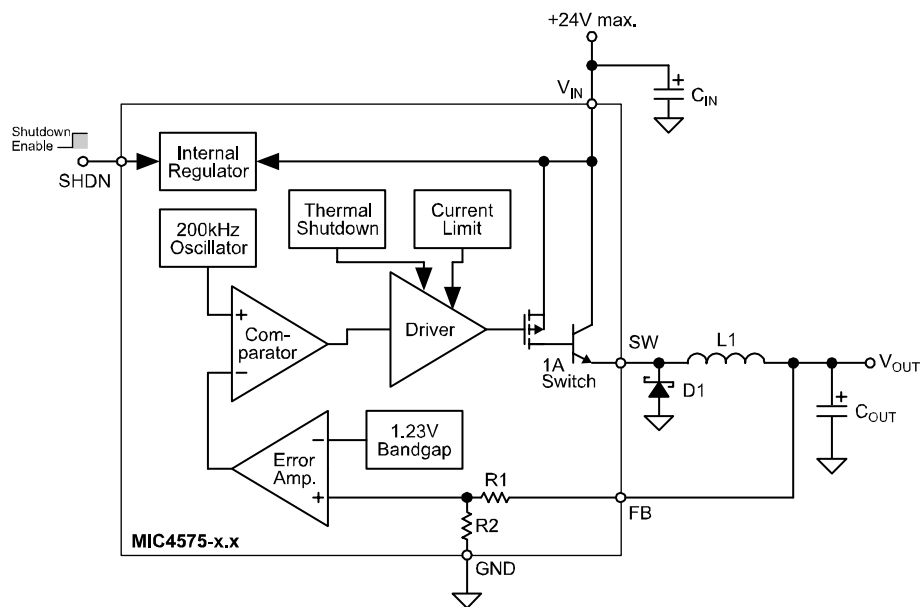 +24V max.
VIN
CIN
Shutdown
Enable
SHDN
Internal
Regulator
200kHz
Oscillator
Thermal
Shutdown
Current
Limit
+
Com-
parator
−
Driver
1A
Switch
SW
L1
VOUT
D1
+
COUT
+
Error
Amp.
−
+
1.23V
Bandgap
R1
R2
FB
MIC4575-x.x
GND